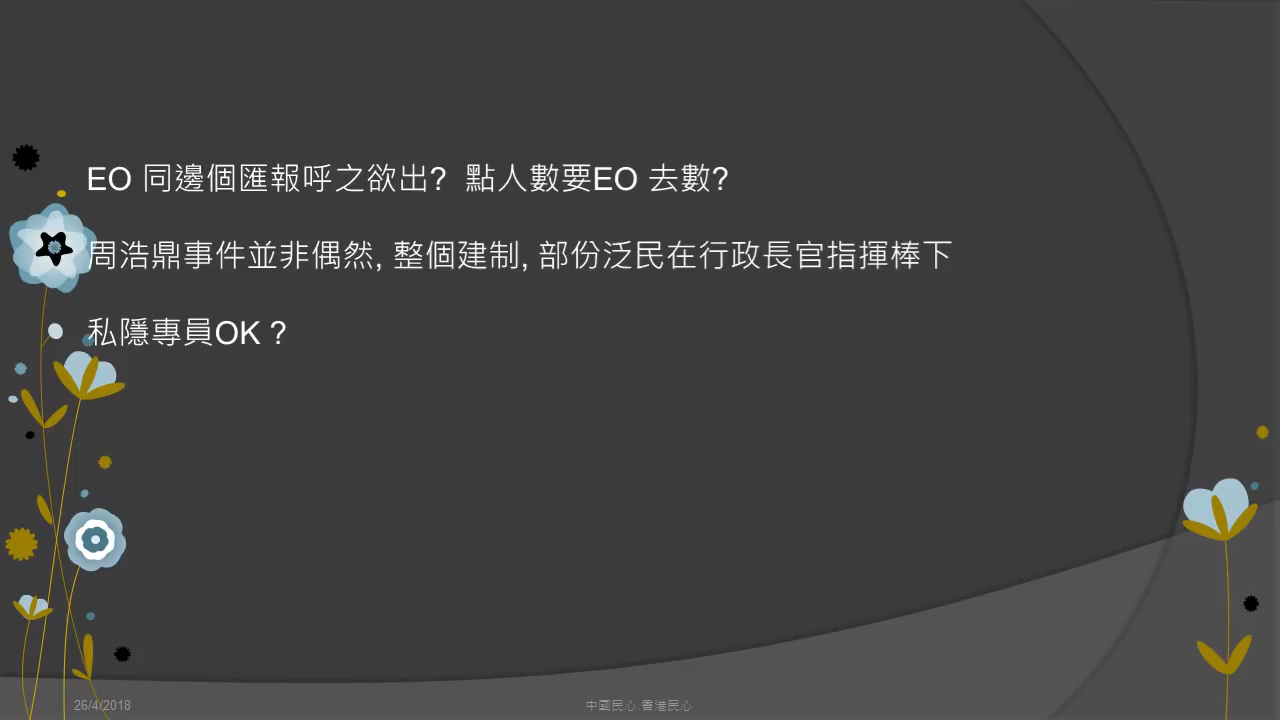 EO 同邊個匯報呼之欲出? 點人數要EO 去數?
周浩鼎事件並非偶然, 整個建制, 部份泛民在行政長官指揮棒下
私隱專員OK ?
26/4/2018
中國民心.香港民心